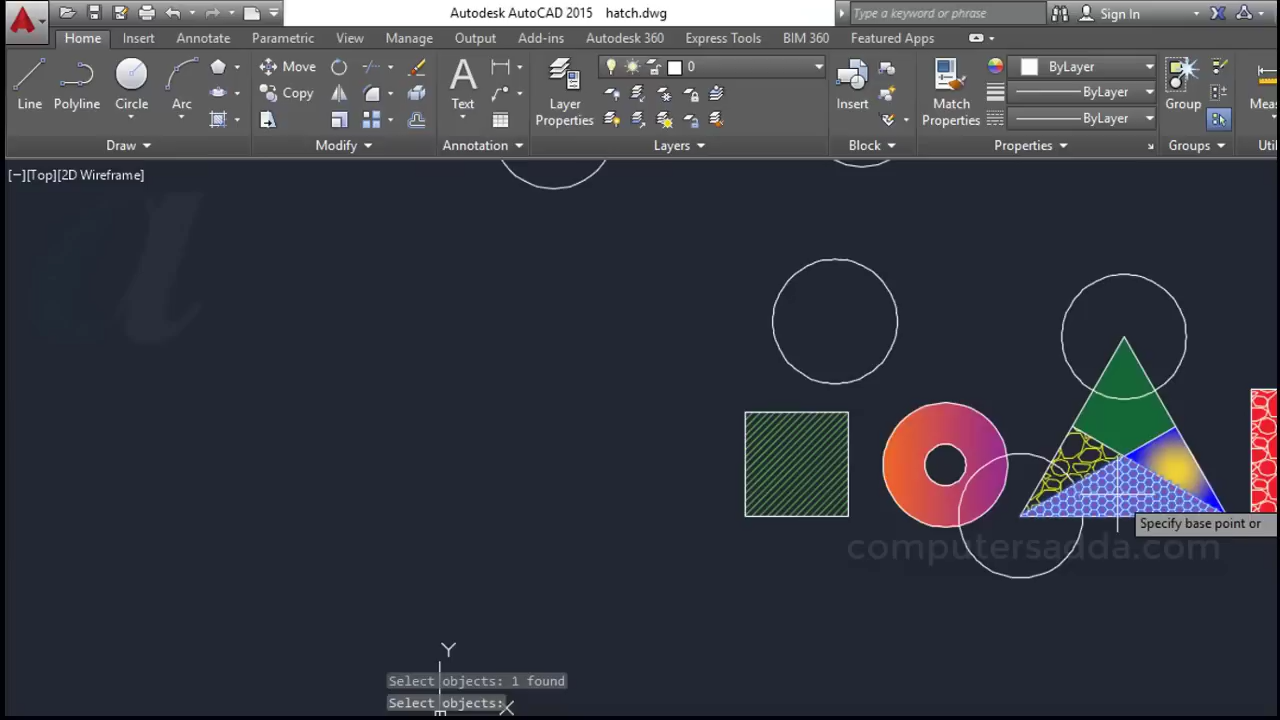 Autodesk AutoCAD 2015 hatch.dwg
Type a keyword or phrase
Sign In
Home Insert Annotate Parametric View Manage Output Add-ins Autodesk 360 Express Tools BIM 360 Featured Apps
Line Polyline Circle Arc
Move
Copy
Text
Layer Properties
0
Insert
Match Properties
ByLayer
ByLayer
ByLayer
Group
Draw Modify Annotation Layers Block Properties Groups
[−][Top][2D Wireframe]
Specify base point or
computersadda.com
Y
Select objects: 1 found
Select objects:
X